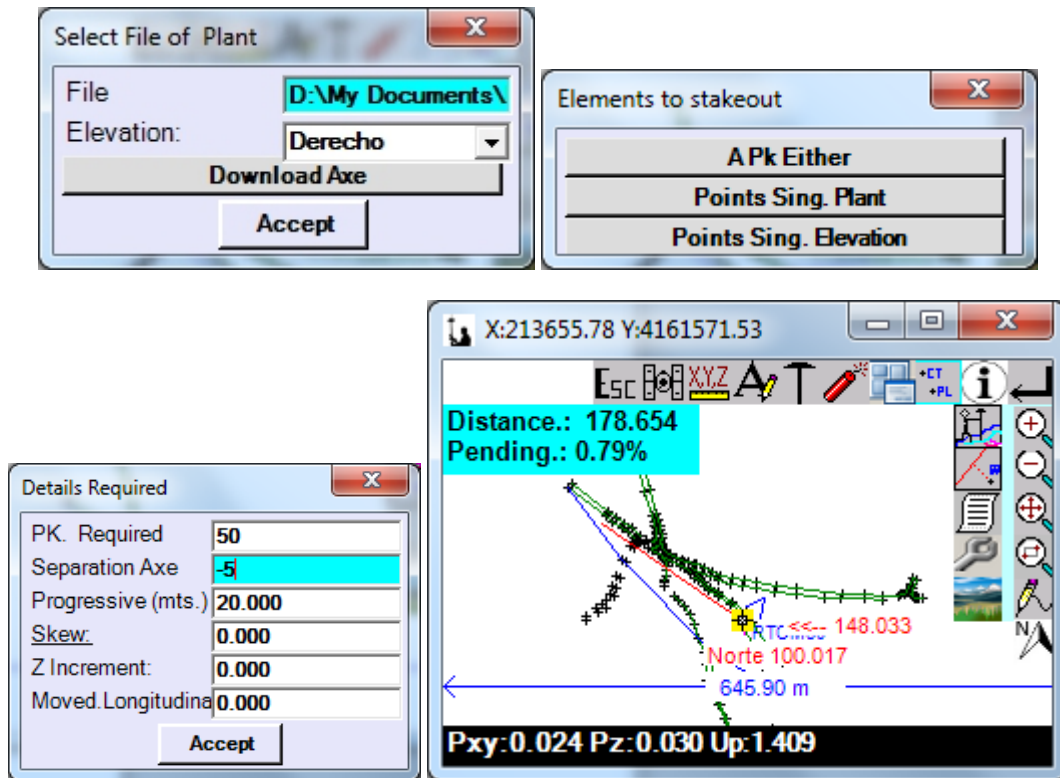 Select File of Plant
File D:\My Documents\
Elevation: Derecho
Download Axe
Accept
Elements to stakeout
A Pk Either
Points Sing. Plant
Points Sing. Elevation
Details Required
PK. Required 50
Separation Axe -5
Progressive (mts.) 20.000
Skew: 0.000
Z Increment: 0.000
Moved.Longitudina 0.000
Accept
X:213655.78 Y:4161571.53
Esc X,Y,Z +CT
+PL
Distance.: 178.654
Pending.: 0.79%
<<-- 148.033
Norte 100.017
645.90 m
N
Pxy:0.024 Pz:0.030 Up:1.409